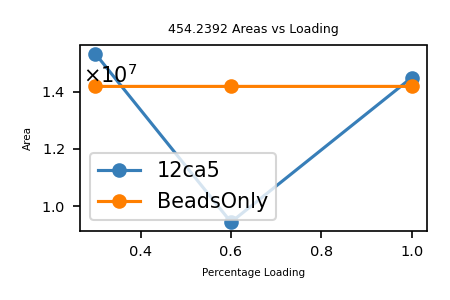 454.2392 Areas vs Loading
×10⁷
1.4
1.2
1.0
Area
12ca5
BeadsOnly
0.4 0.6 0.8 1.0
Percentage Loading